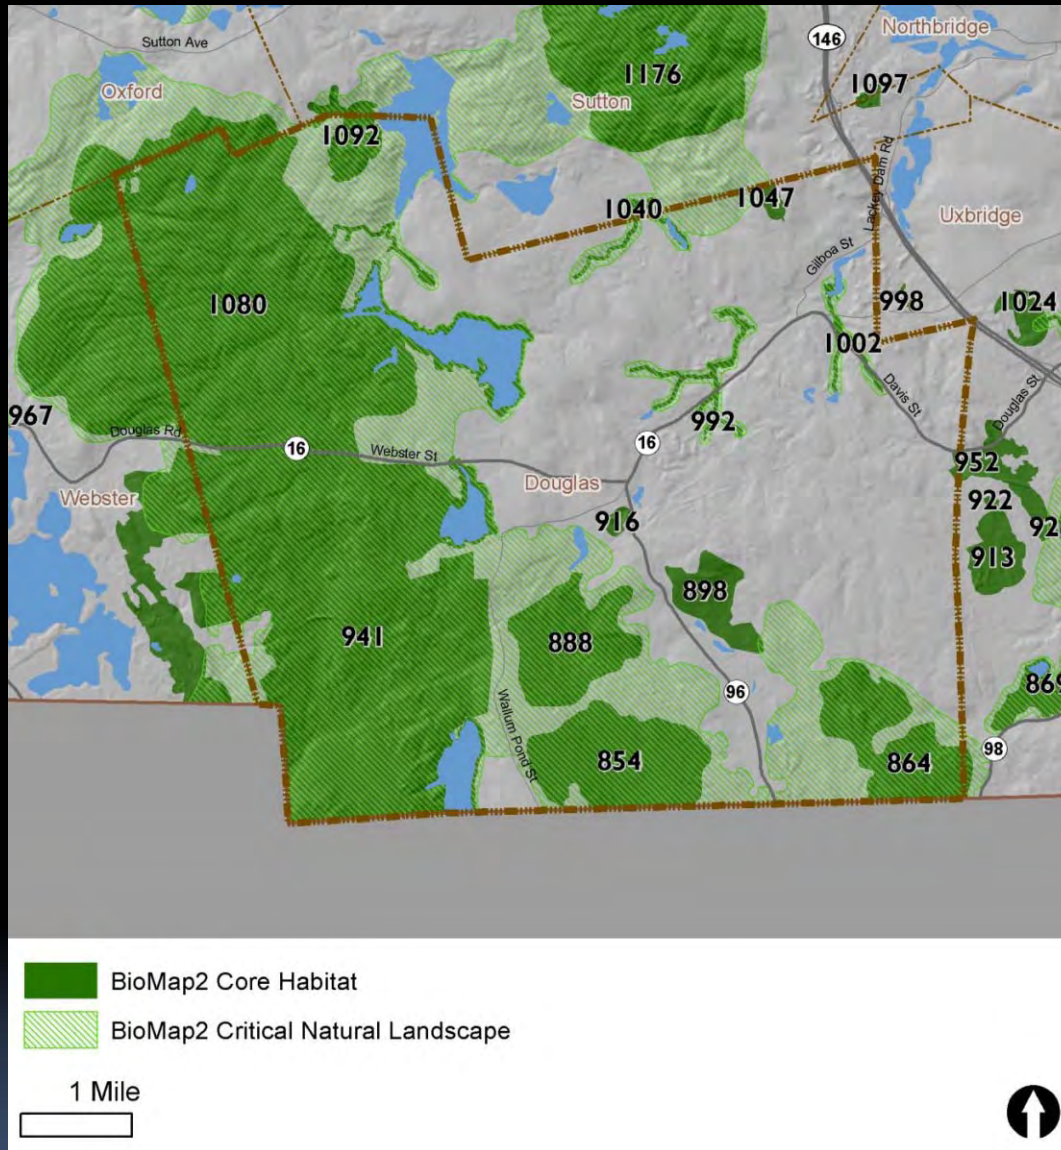 Sutton Ave
146
Northbridge
1176
1097
Oxford
Sutton
1092
Lackey Dam Rd
1040
1047
Uxbridge
Gilboa St
1080
998
1024
1002
Davis St
Douglas St
967
992
Douglas Rd
16
Webster St
16
952
Webster
Douglas
922
916
92
913
898
941
888
869
Wallum Pond St
96
98
854
864
BioMap2 Core Habitat
BioMap2 Critical Natural Landscape
1 Mile